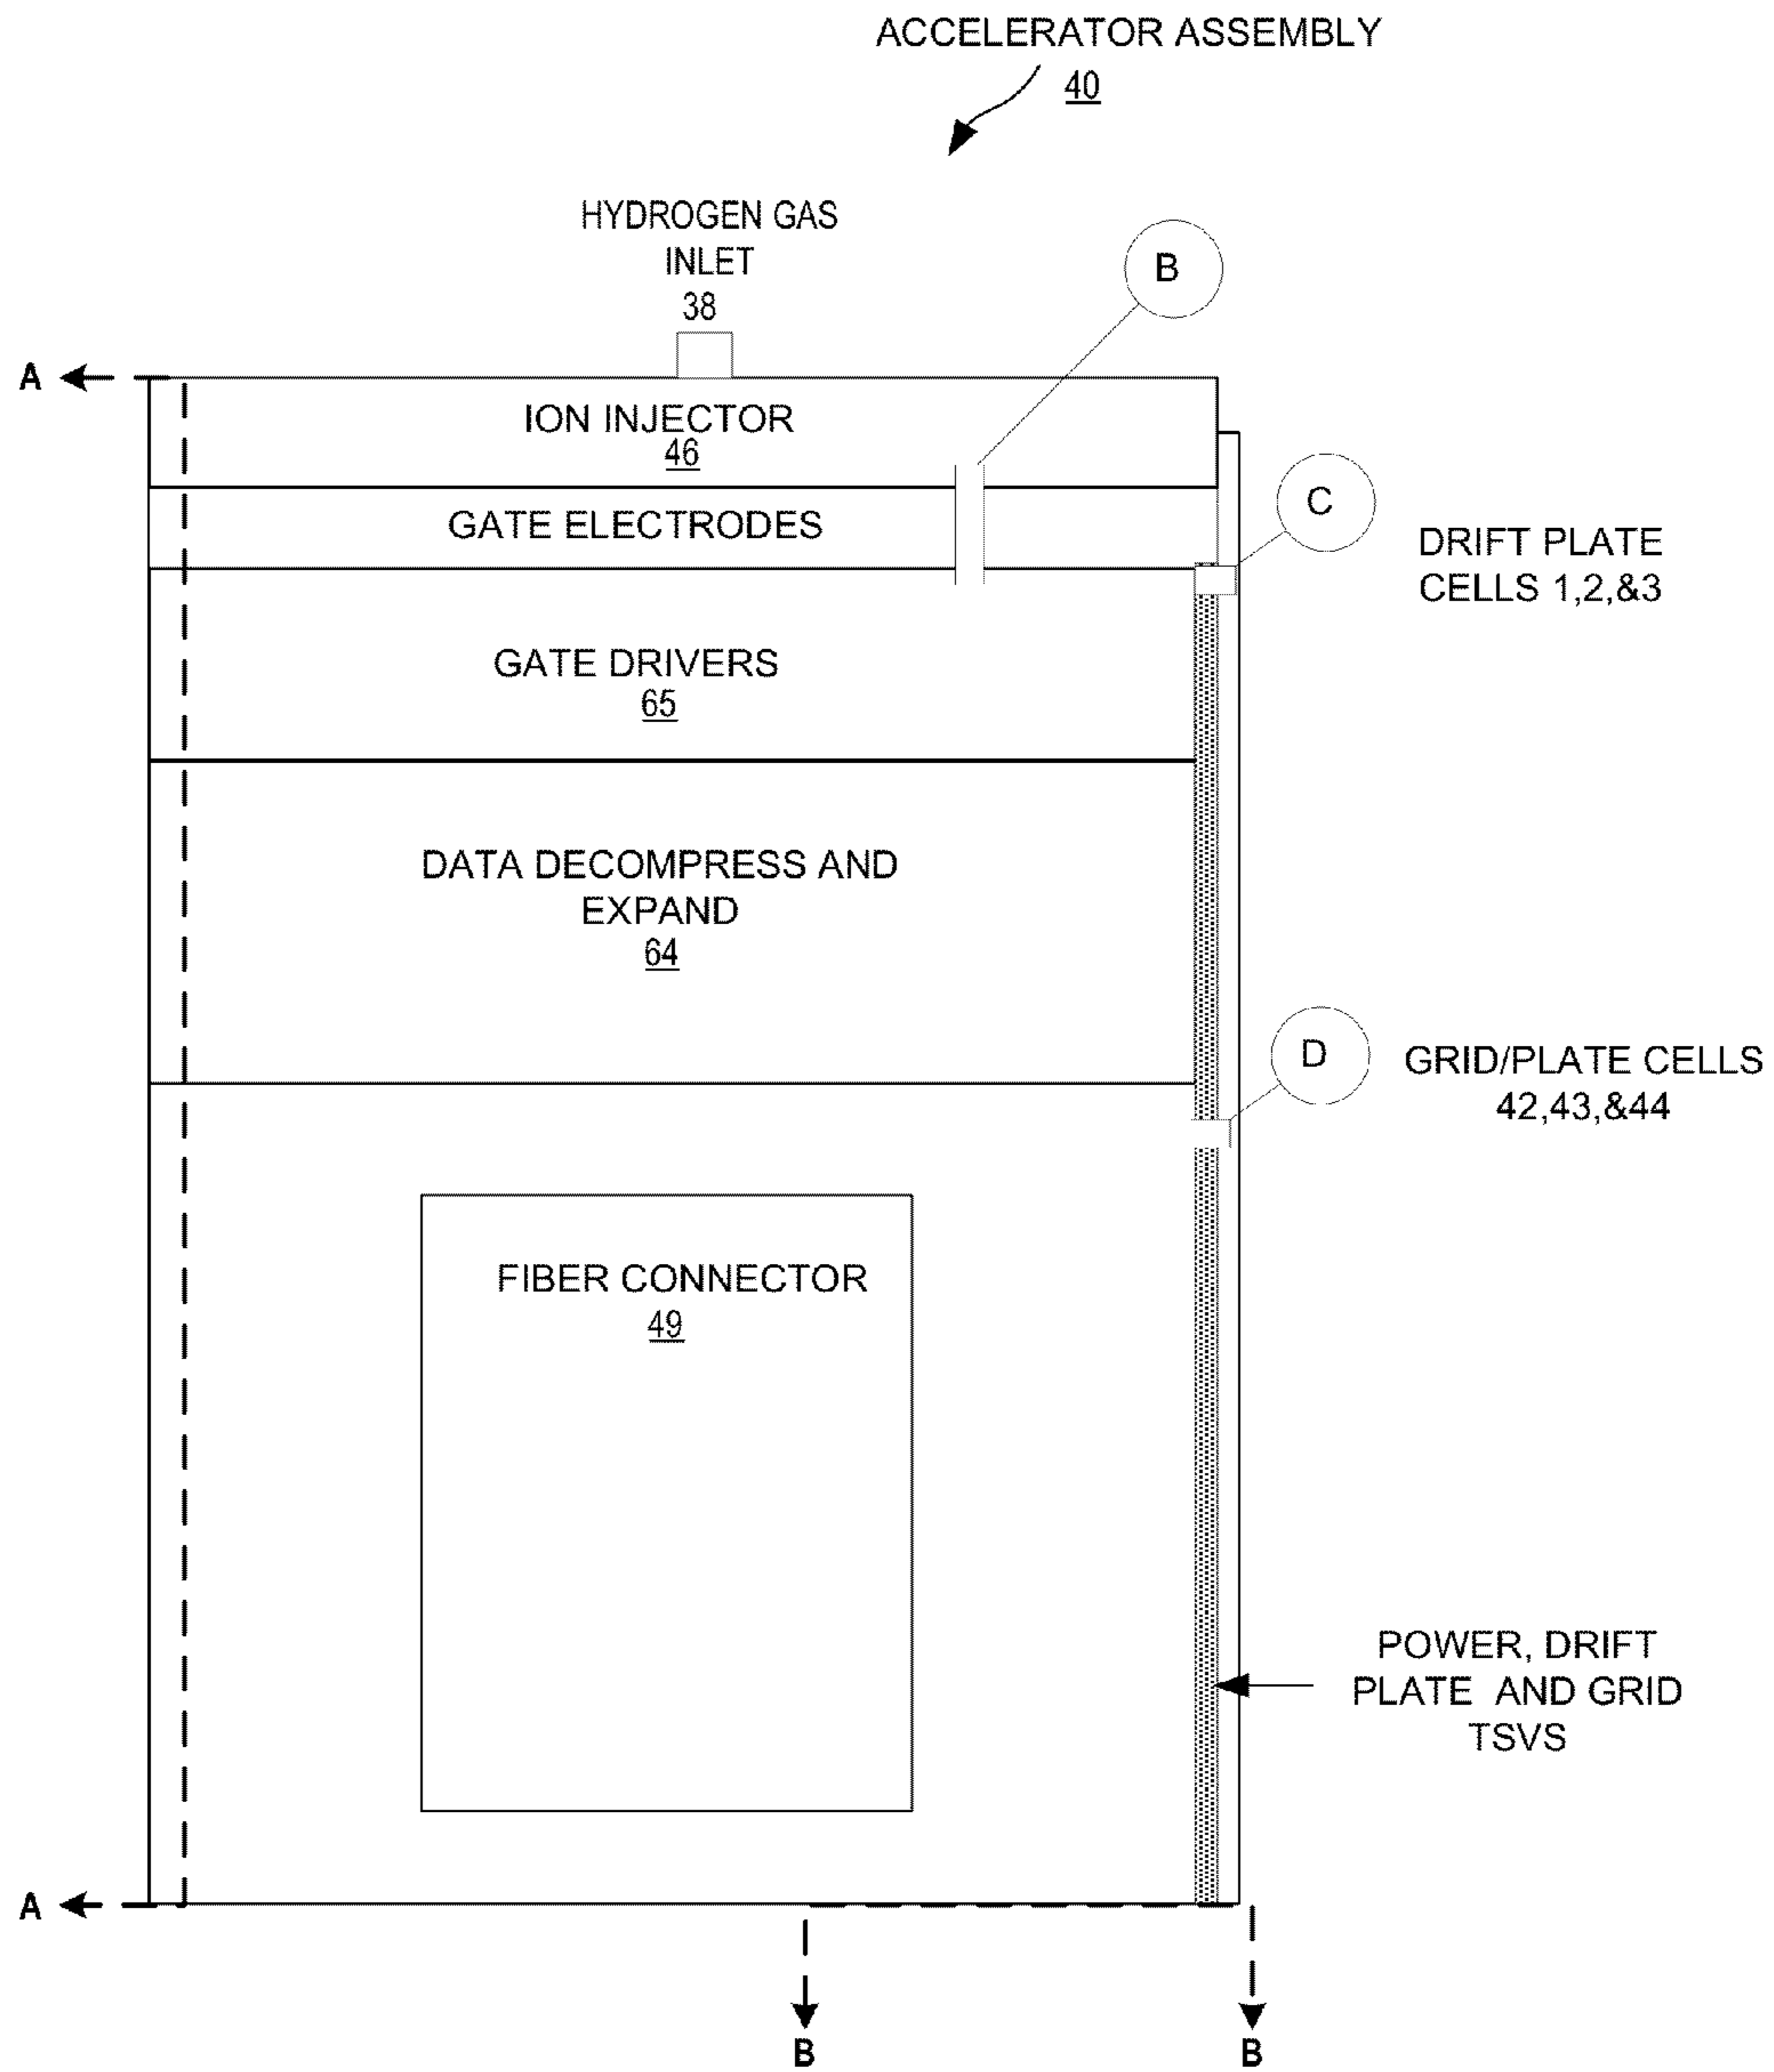 ACCELERATOR ASSEMBLY
40
HYDROGEN GAS
INLET
38
B
A
ION INJECTOR
46
C
GATE ELECTRODES
DRIFT PLATE
CELLS 1,2,&3
GATE DRIVERS
65
DATA DECOMPRESS AND
EXPAND
64
D
GRID/PLATE CELLS
42,43,&44
FIBER CONNECTOR
49
POWER, DRIFT
PLATE AND GRID
TSVS
A
B
B